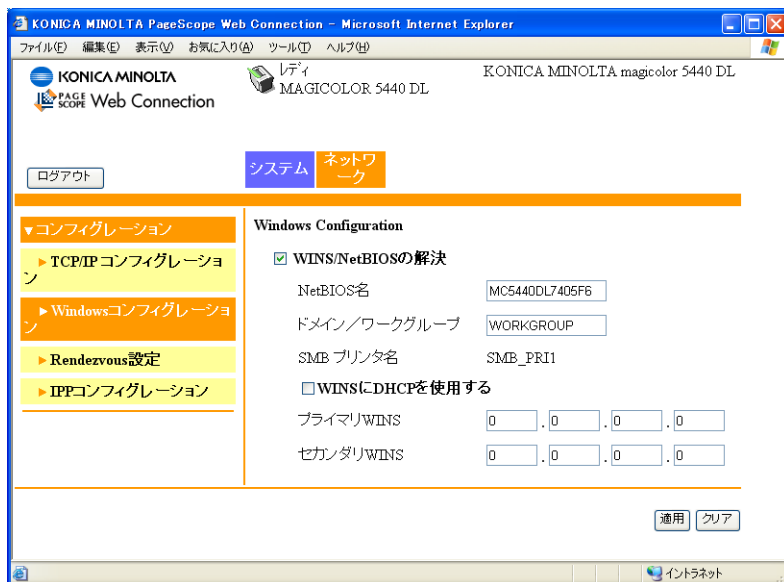 KONICA MINOLTA PageScope Web Connection - Microsoft Internet Explorer
ファイル(F) 編集(E) 表示(V) お気に入り(A) ツール(T) ヘルプ(H)
KONICA MINOLTA
PAGE SCOPE Web Connection
レディ
MAGICOLOR 5440 DL
KONICA MINOLTA magicolor 5440 DL
ログアウト
システム
ネットワ
ーク
▼コンフィグレーション
▶TCP/IP コンフィグレーショ
ン
▶Windowsコンフィグレーショ
ン
▶Rendezvous設定
▶IPPコンフィグレーション
Windows Configuration
WINS/NetBIOSの解決
NetBIOS名 MC5440DL7405F6
ドメイン／ワークグループ WORKGROUP
SMB プリンタ名 SMB_PRI1
WINSにDHCPを使用する
プライマリWINS 0 . 0 . 0 . 0
セカンダリWINS 0 . 0 . 0 . 0
適用 クリア
イントラネット